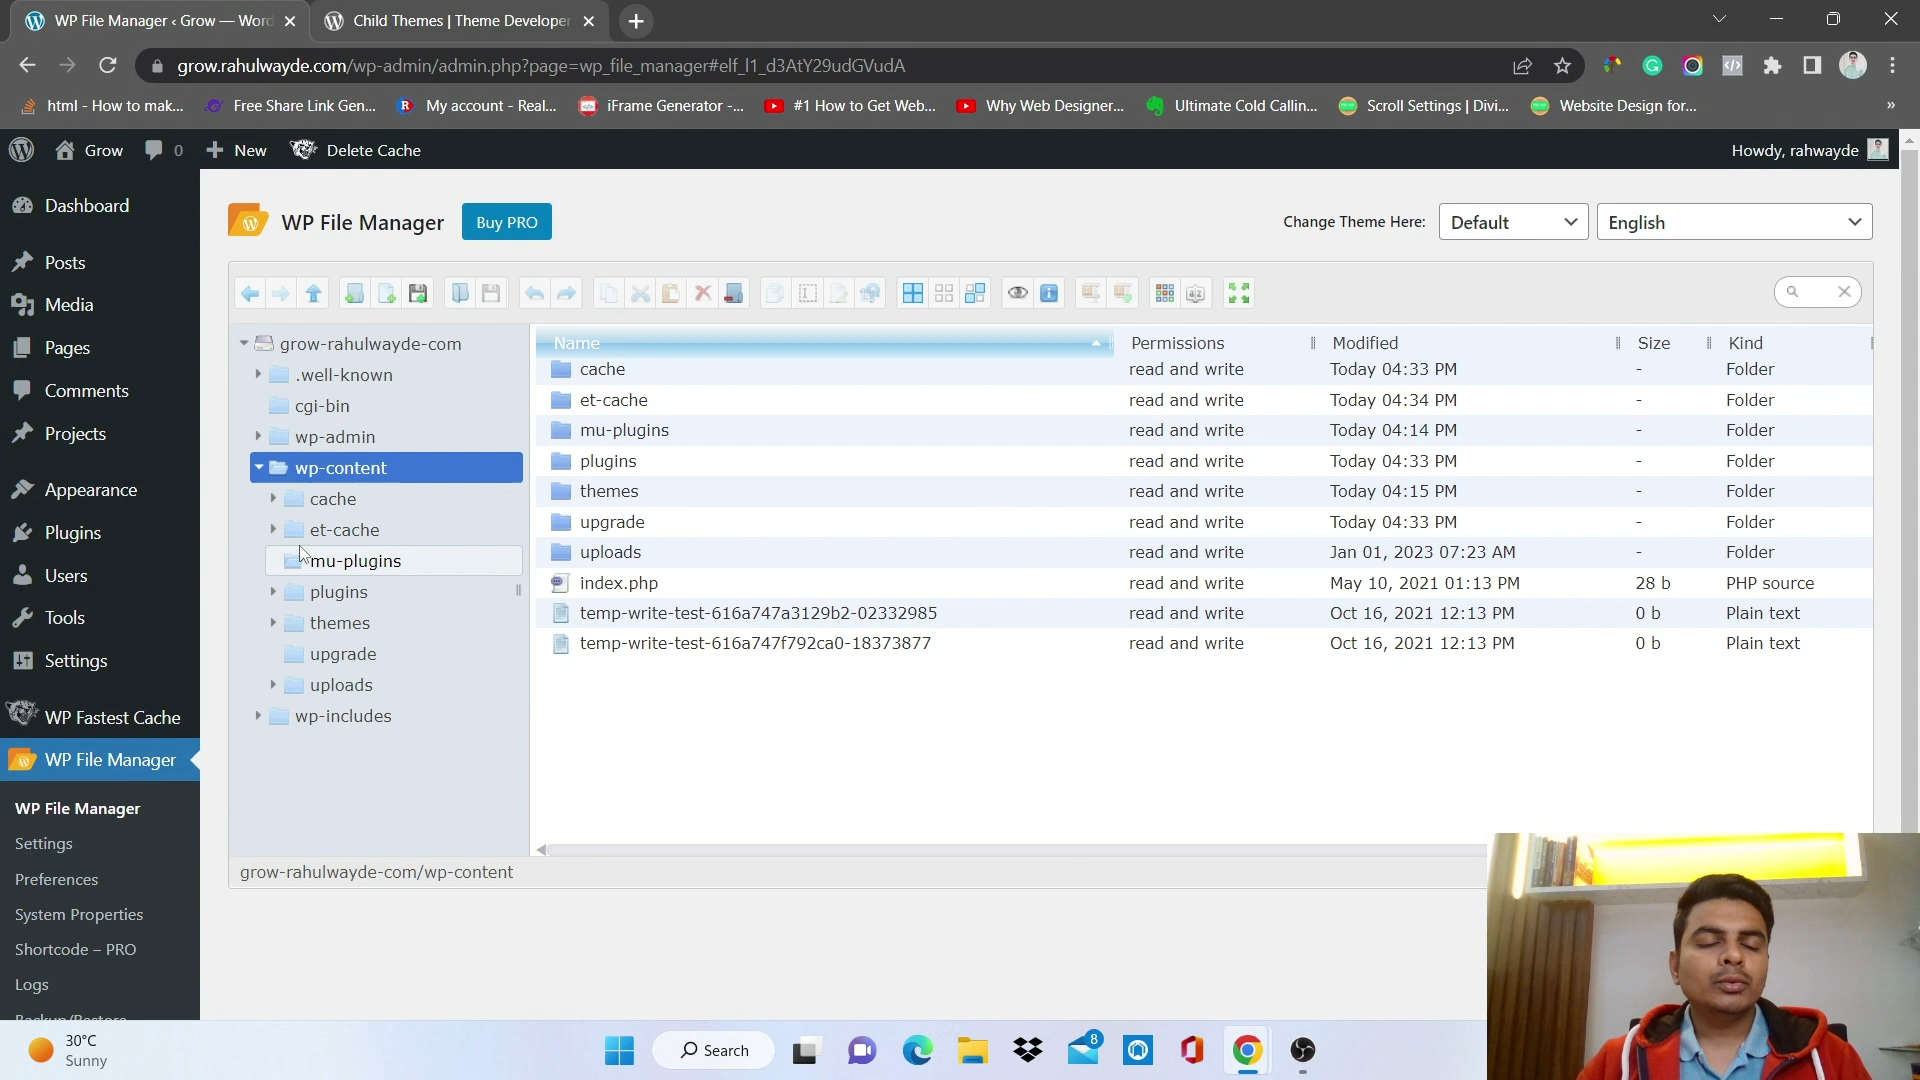 WP File Manager ‹ Grow — Word
Child Themes | Theme Developer
grow.rahulwayde.com/wp-admin/admin.php?page=wp_file_manager#elf_l1_d3AtY29udGVudA
html - How to mak...
Free Share Link Gen...
My account - Real...
iFrame Generator -...
#1 How to Get Web...
Why Web Designer...
Ultimate Cold Callin...
Scroll Settings | Divi...
Website Design for...
»
Grow
0
New
Delete Cache
Howdy, rahwayde
Dashboard
Posts
Media
Pages
Comments
Projects
Appearance
Plugins
Users
Tools
Settings
WP Fastest Cache
WP File Manager
WP File Manager
Settings
Preferences
System Properties
Shortcode – PRO
Logs
Backup/Restore
WP File Manager
Buy PRO
Change Theme Here:
Default
English
grow-rahulwayde-com
.well-known
cgi-bin
wp-admin
wp-content
cache
et-cache
mu-plugins
plugins
themes
upgrade
uploads
wp-includes
Name Permissions Modified Size Kind
cache read and write Today 04:33 PM - Folder
et-cache read and write Today 04:34 PM - Folder
mu-plugins read and write Today 04:14 PM - Folder
plugins read and write Today 04:33 PM - Folder
themes read and write Today 04:15 PM - Folder
upgrade read and write Today 04:33 PM - Folder
uploads read and write Jan 01, 2023 07:23 AM - Folder
index.php read and write May 10, 2021 01:13 PM 28 b PHP source
temp-write-test-616a747a3129b2-02332985 read and write Oct 16, 2021 12:13 PM 0 b Plain text
temp-write-test-616a747f792ca0-18373877 read and write Oct 16, 2021 12:13 PM 0 b Plain text
grow-rahulwayde-com/wp-content
30°C
Sunny
Search
8